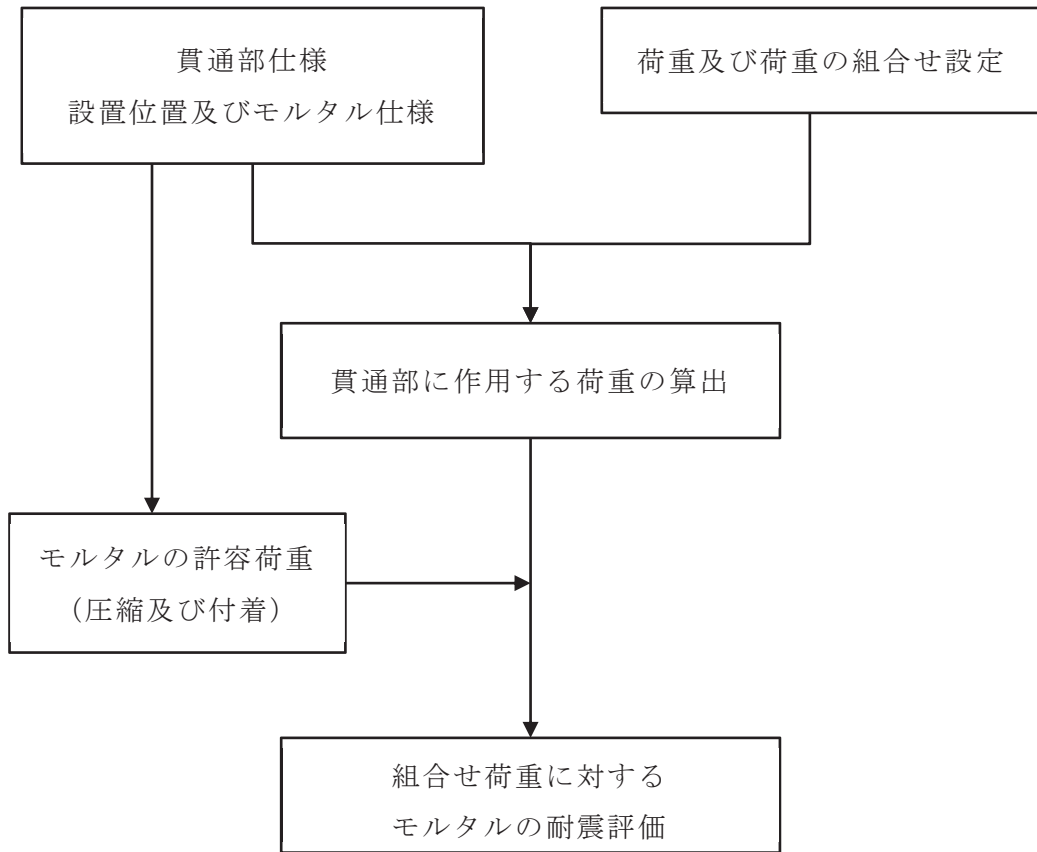 貫通部仕様
設置位置及びモルタル仕様
荷重及び荷重の組合せ設定
貫通部に作用する荷重の算出
モルタルの許容荷重
（圧縮及び付着）
組合せ荷重に対する
モルタルの耐震評価